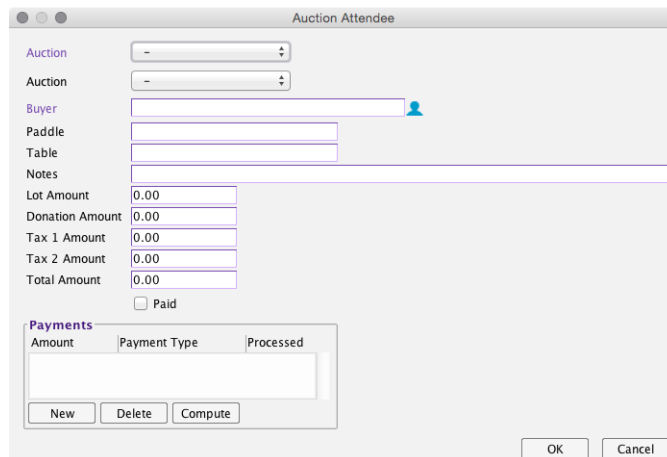 Auction Attendee
Auction –
Auction –
Buyer
Paddle
Table
Notes
Lot Amount 0.00
Donation Amount 0.00
Tax 1 Amount 0.00
Tax 2 Amount 0.00
Total Amount 0.00
Paid
Payments
Amount Payment Type Processed
New Delete Compute
OK Cancel